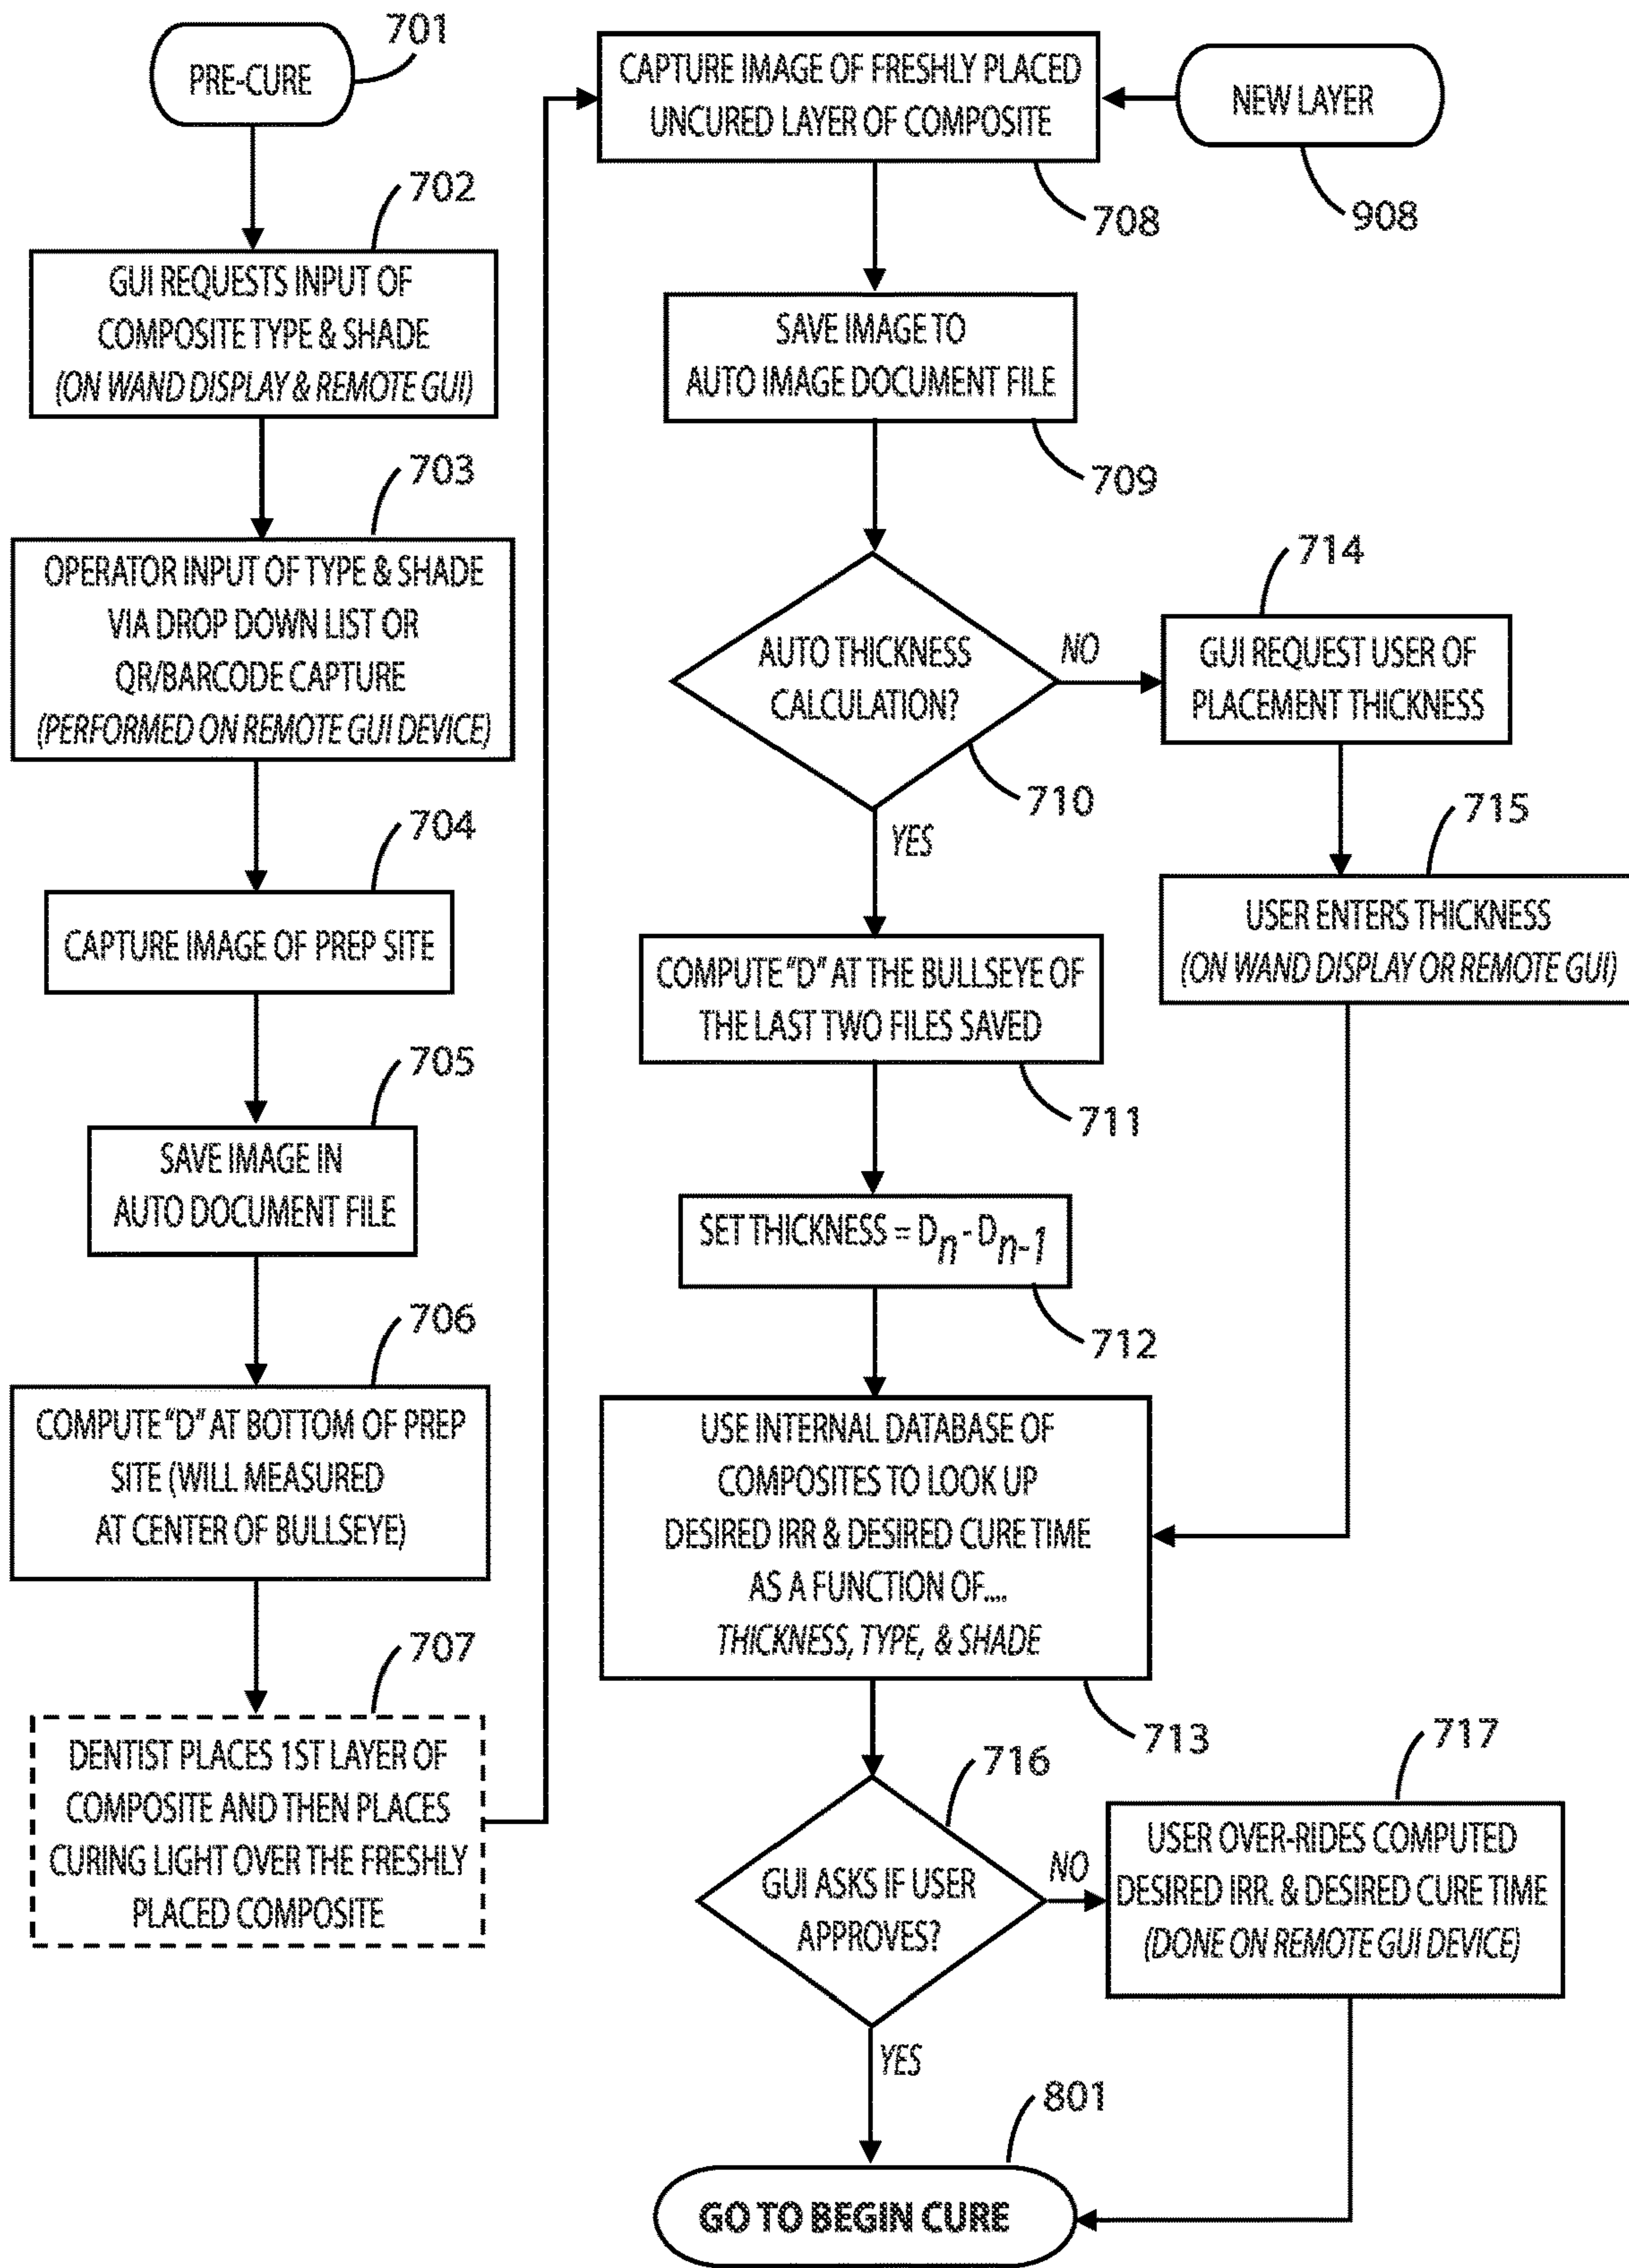 701
PRE-CURE
702
GUI REQUESTS INPUT OF
COMPOSITE TYPE & SHADE
(ON WAND DISPLAY & REMOTE GUI)
703
OPERATOR INPUT OF TYPE & SHADE
VIA DROP DOWN LIST OR
QR/BARCODE CAPTURE
(PERFORMED ON REMOTE GUI DEVICE)
704
CAPTURE IMAGE OF PREP SITE
705
SAVE IMAGE IN
AUTO DOCUMENT FILE
706
COMPUTE "D" AT BOTTOM OF PREP
SITE (WILL MEASURED
AT CENTER OF BULLSEYE)
707
DENTIST PLACES 1ST LAYER OF
COMPOSITE AND THEN PLACES
CURING LIGHT OVER THE FRESHLY
PLACED COMPOSITE
CAPTURE IMAGE OF FRESHLY PLACED
UNCURED LAYER OF COMPOSITE
708
NEW LAYER
908
SAVE IMAGE TO
AUTO IMAGE DOCUMENT FILE
709
AUTO THICKNESS
CALCULATION?
710
NO
YES
714
GUI REQUEST USER OF
PLACEMENT THICKNESS
715
USER ENTERS THICKNESS
(ON WAND DISPLAY OR REMOTE GUI)
COMPUTE "D" AT THE BULLSEYE OF
THE LAST TWO FILES SAVED
711
SET THICKNESS = Dn - Dn-1
712
USE INTERNAL DATABASE OF
COMPOSITES TO LOOK UP
DESIRED IRR & DESIRED CURE TIME
AS A FUNCTION OF....
THICKNESS, TYPE, & SHADE
713
716
GUI ASKS IF USER
APPROVES?
NO
YES
717
USER OVER-RIDES COMPUTED
DESIRED IRR. & DESIRED CURE TIME
(DONE ON REMOTE GUI DEVICE)
801
GO TO BEGIN CURE